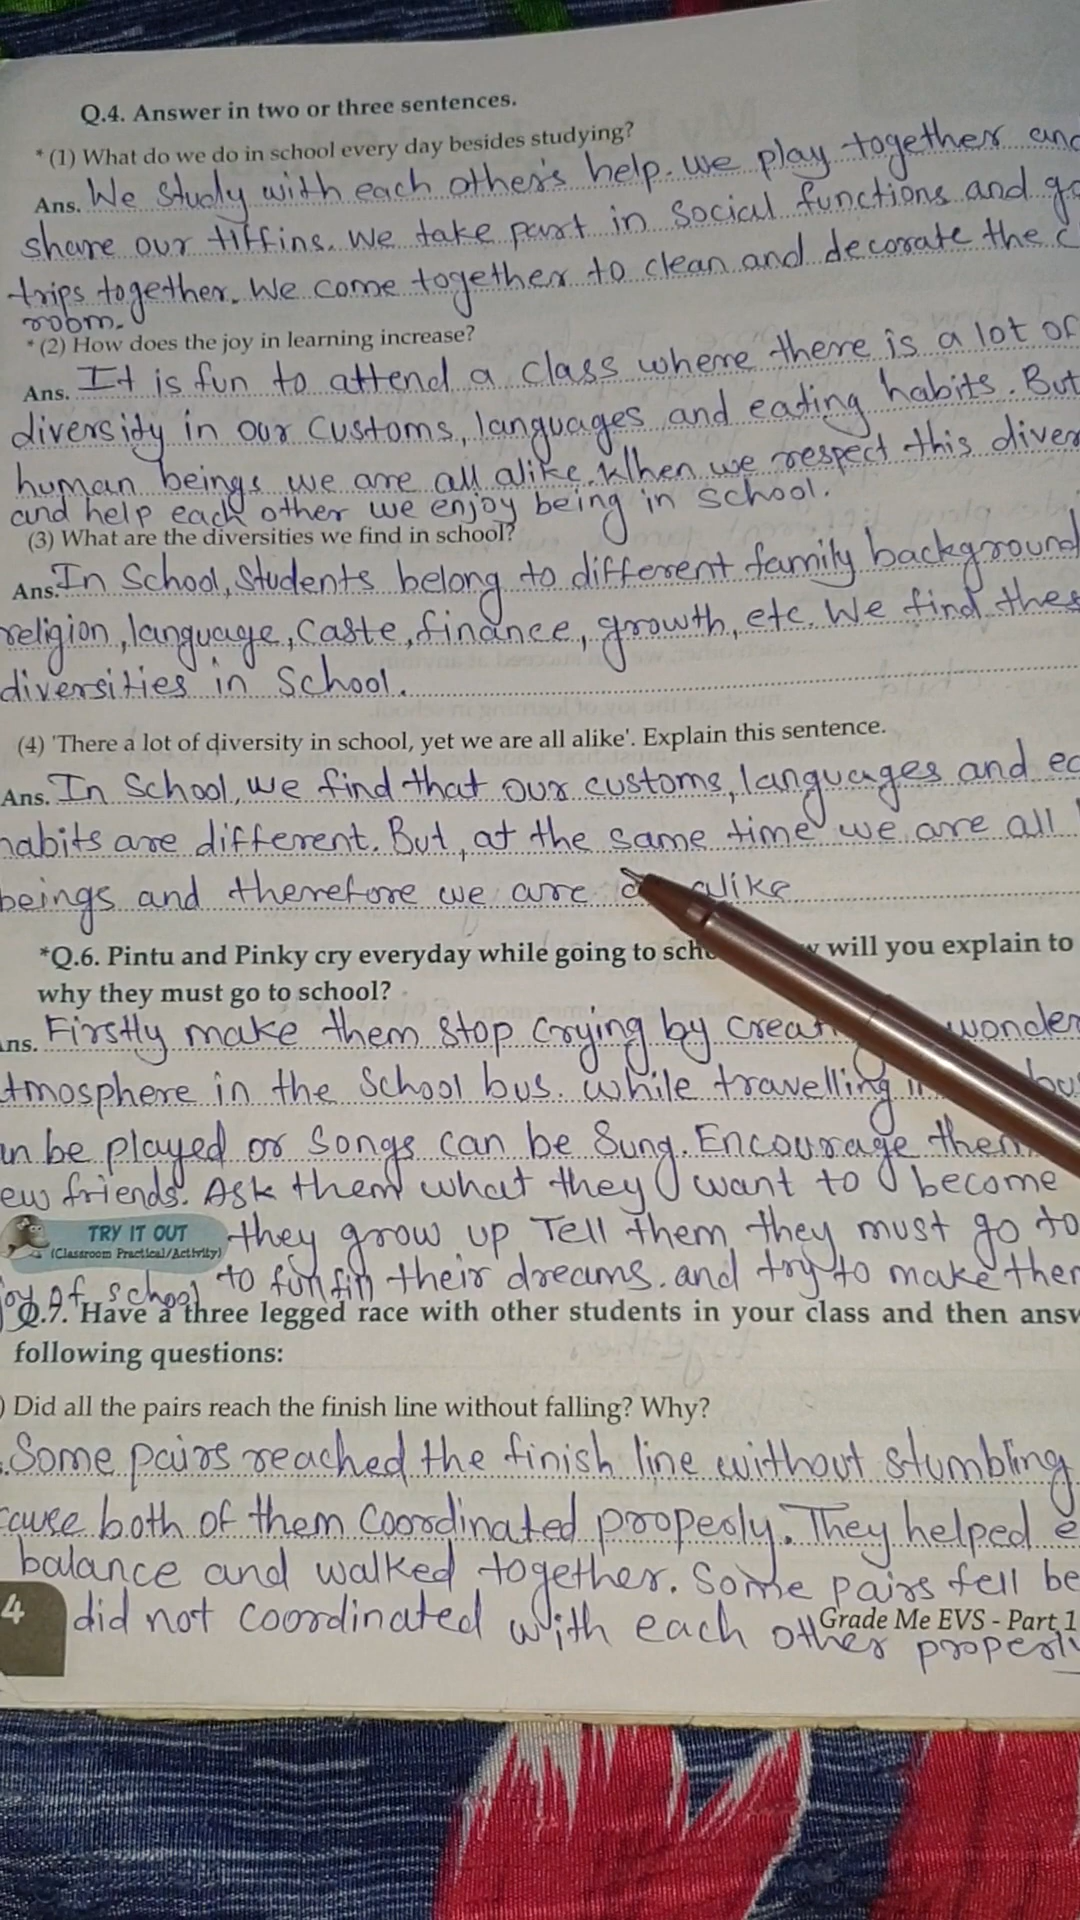 Q.4. Answer in two or three sentences.
* (1) What do we do in school every day besides studying?
Ans. We study with each other's help. we play together and
share our tiffins. We take part in social functions and go
trips together. We come together to clean and decorate the c
room.
* (2) How does the joy in learning increase?
Ans. It is fun to attend a class where there is a lot of
diversity in our customs, languages and eating habits. But
human beings we are all alike. When we respect this diver
and help each other we enjoy being in school.
(3) What are the diversities we find in school?
Ans. In School, Students belong to different family background
religion, language, caste, finance, growth, etc. We find thes
diversities in School.
(4) 'There a lot of diversity in school, yet we are all alike'. Explain this sentence.
Ans. In School, we find that our customs, languages and ea
habits are different. But, at the same time we are all
beings and therefore we are alike
*Q.6. Pintu and Pinky cry everyday while going to scho will you explain to
why they must go to school?
Ans. Firstly make them stop crying by creat wonder
tmosphere in the School bus. While travelling in bus
an be played or Songs can be Sung. Encourage them
ew friends. Ask them what they want to become
TRY IT OUT they grow up Tell them they must go to
(Classroom Practical/Activity)
joy of school to their dreams. and try to make them
Q.7. Have a three legged race with other students in your class and then answ
following questions:
) Did all the pairs reach the finish line without falling? Why?
. Some pairs reached the finish line without stumbling
cause both of them coordinated properly. They helped e
balance and walked together. Some pairs fell be
4 did not coordinated with each other properly
Grade Me EVS - Part 1